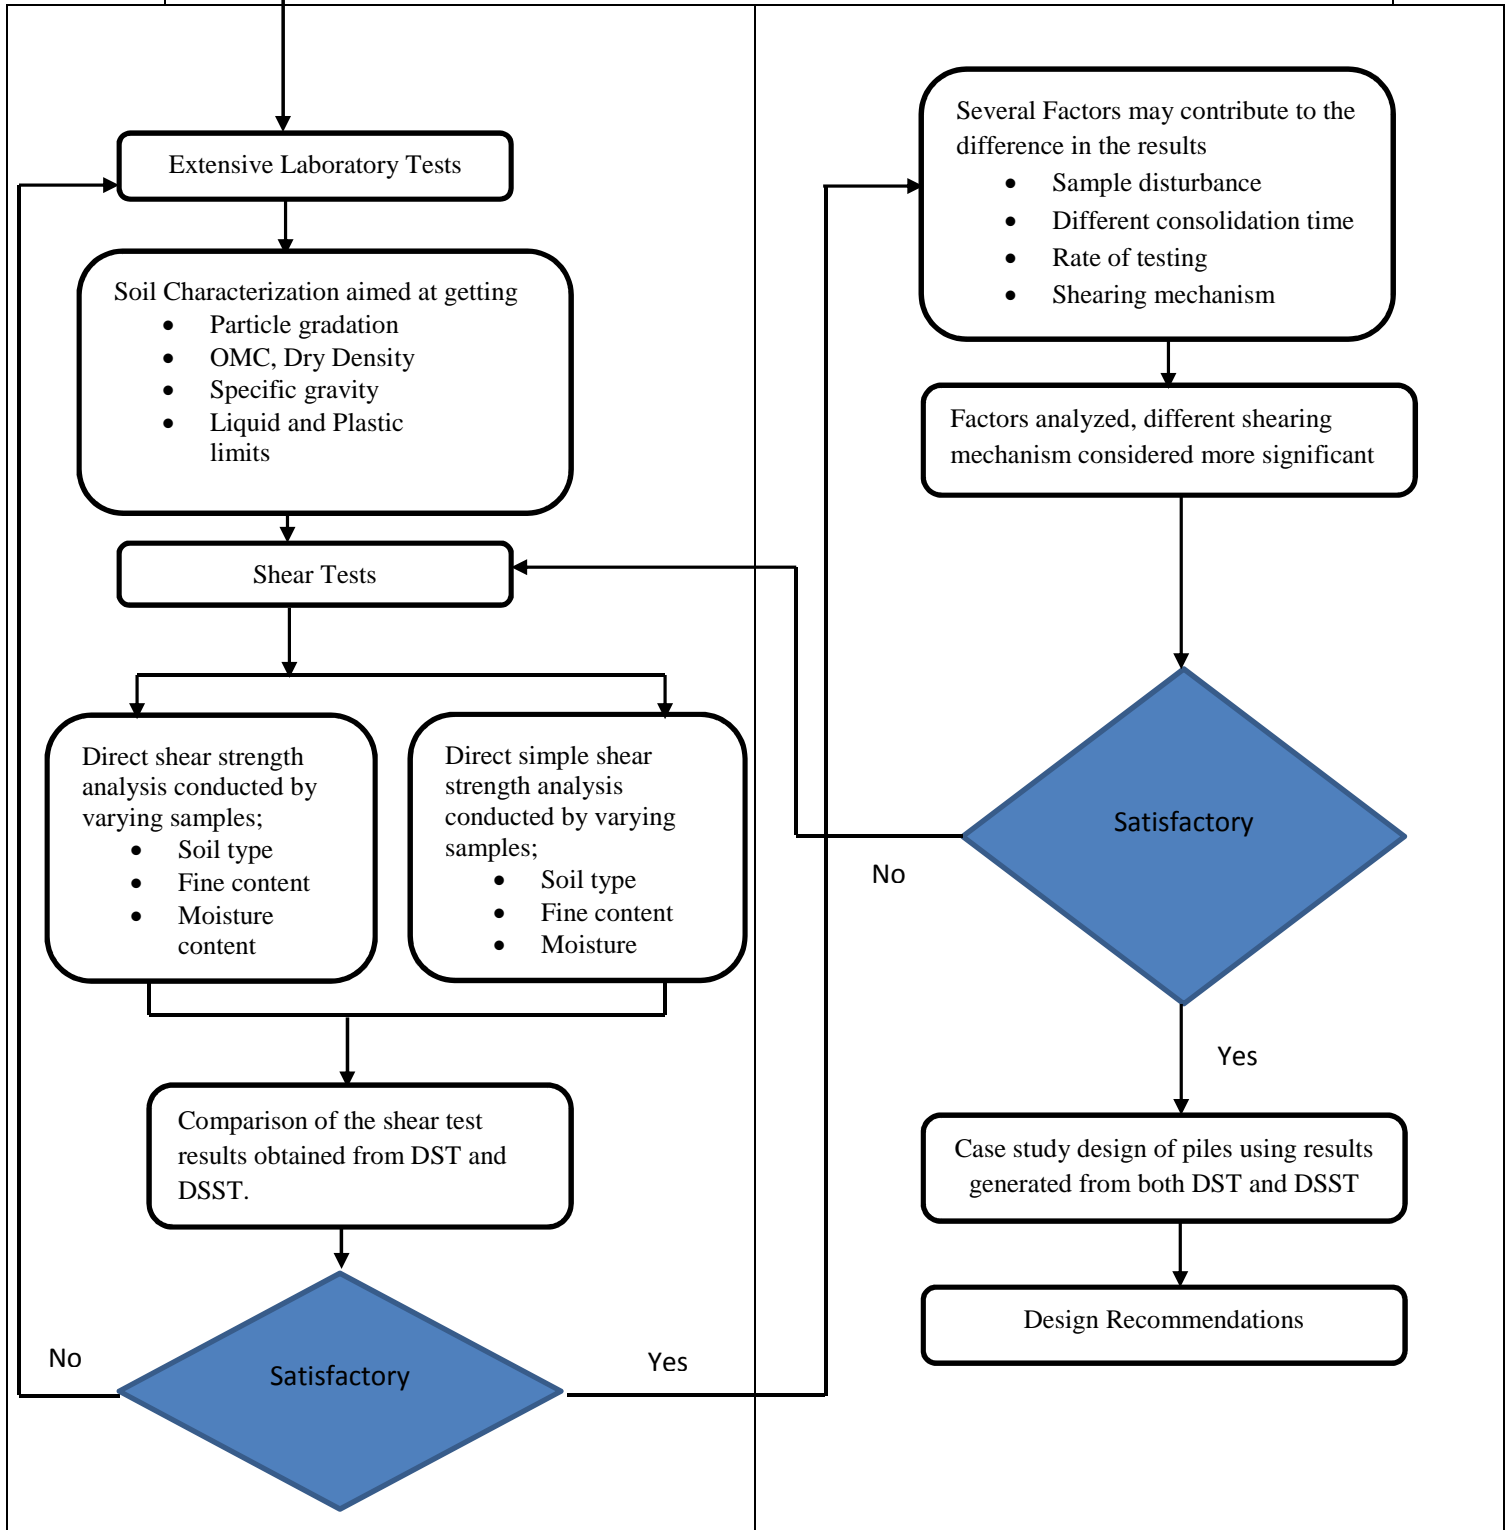 Extensive Laboratory Tests
Soil Characterization aimed at getting
• Particle gradation
• OMC, Dry Density
• Specific gravity
• Liquid and Plastic
limits
Shear Tests
Direct shear strength
analysis conducted by
varying samples;
• Soil type
• Fine content
• Moisture
content
Direct simple shear
strength analysis
conducted by varying
samples;
• Soil type
• Fine content
• Moisture
Comparison of the shear test
results obtained from DST and
DSST.
No
Satisfactory
Yes
Several Factors may contribute to the
difference in the results
• Sample disturbance
• Different consolidation time
• Rate of testing
• Shearing mechanism
Factors analyzed, different shearing
mechanism considered more significant
Satisfactory
No
Yes
Case study design of piles using results
generated from both DST and DSST
Design Recommendations